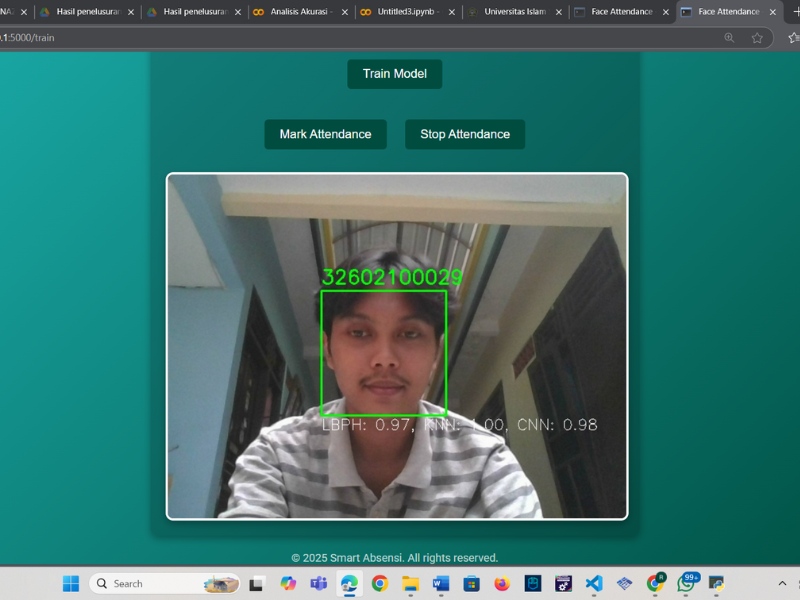 Hasil penelusuran
Hasil penelusuran
Analisis Akurasi -
Untitled3.ipynb -
Universitas Islam
Face Attendance
Face Attendance
.1:5000/train
Train Model
Mark Attendance
Stop Attendance
32602100029
LBPH: 0.97, KNN: 1.00, CNN: 0.98
© 2025 Smart Absensi. All rights reserved.
Search
99+